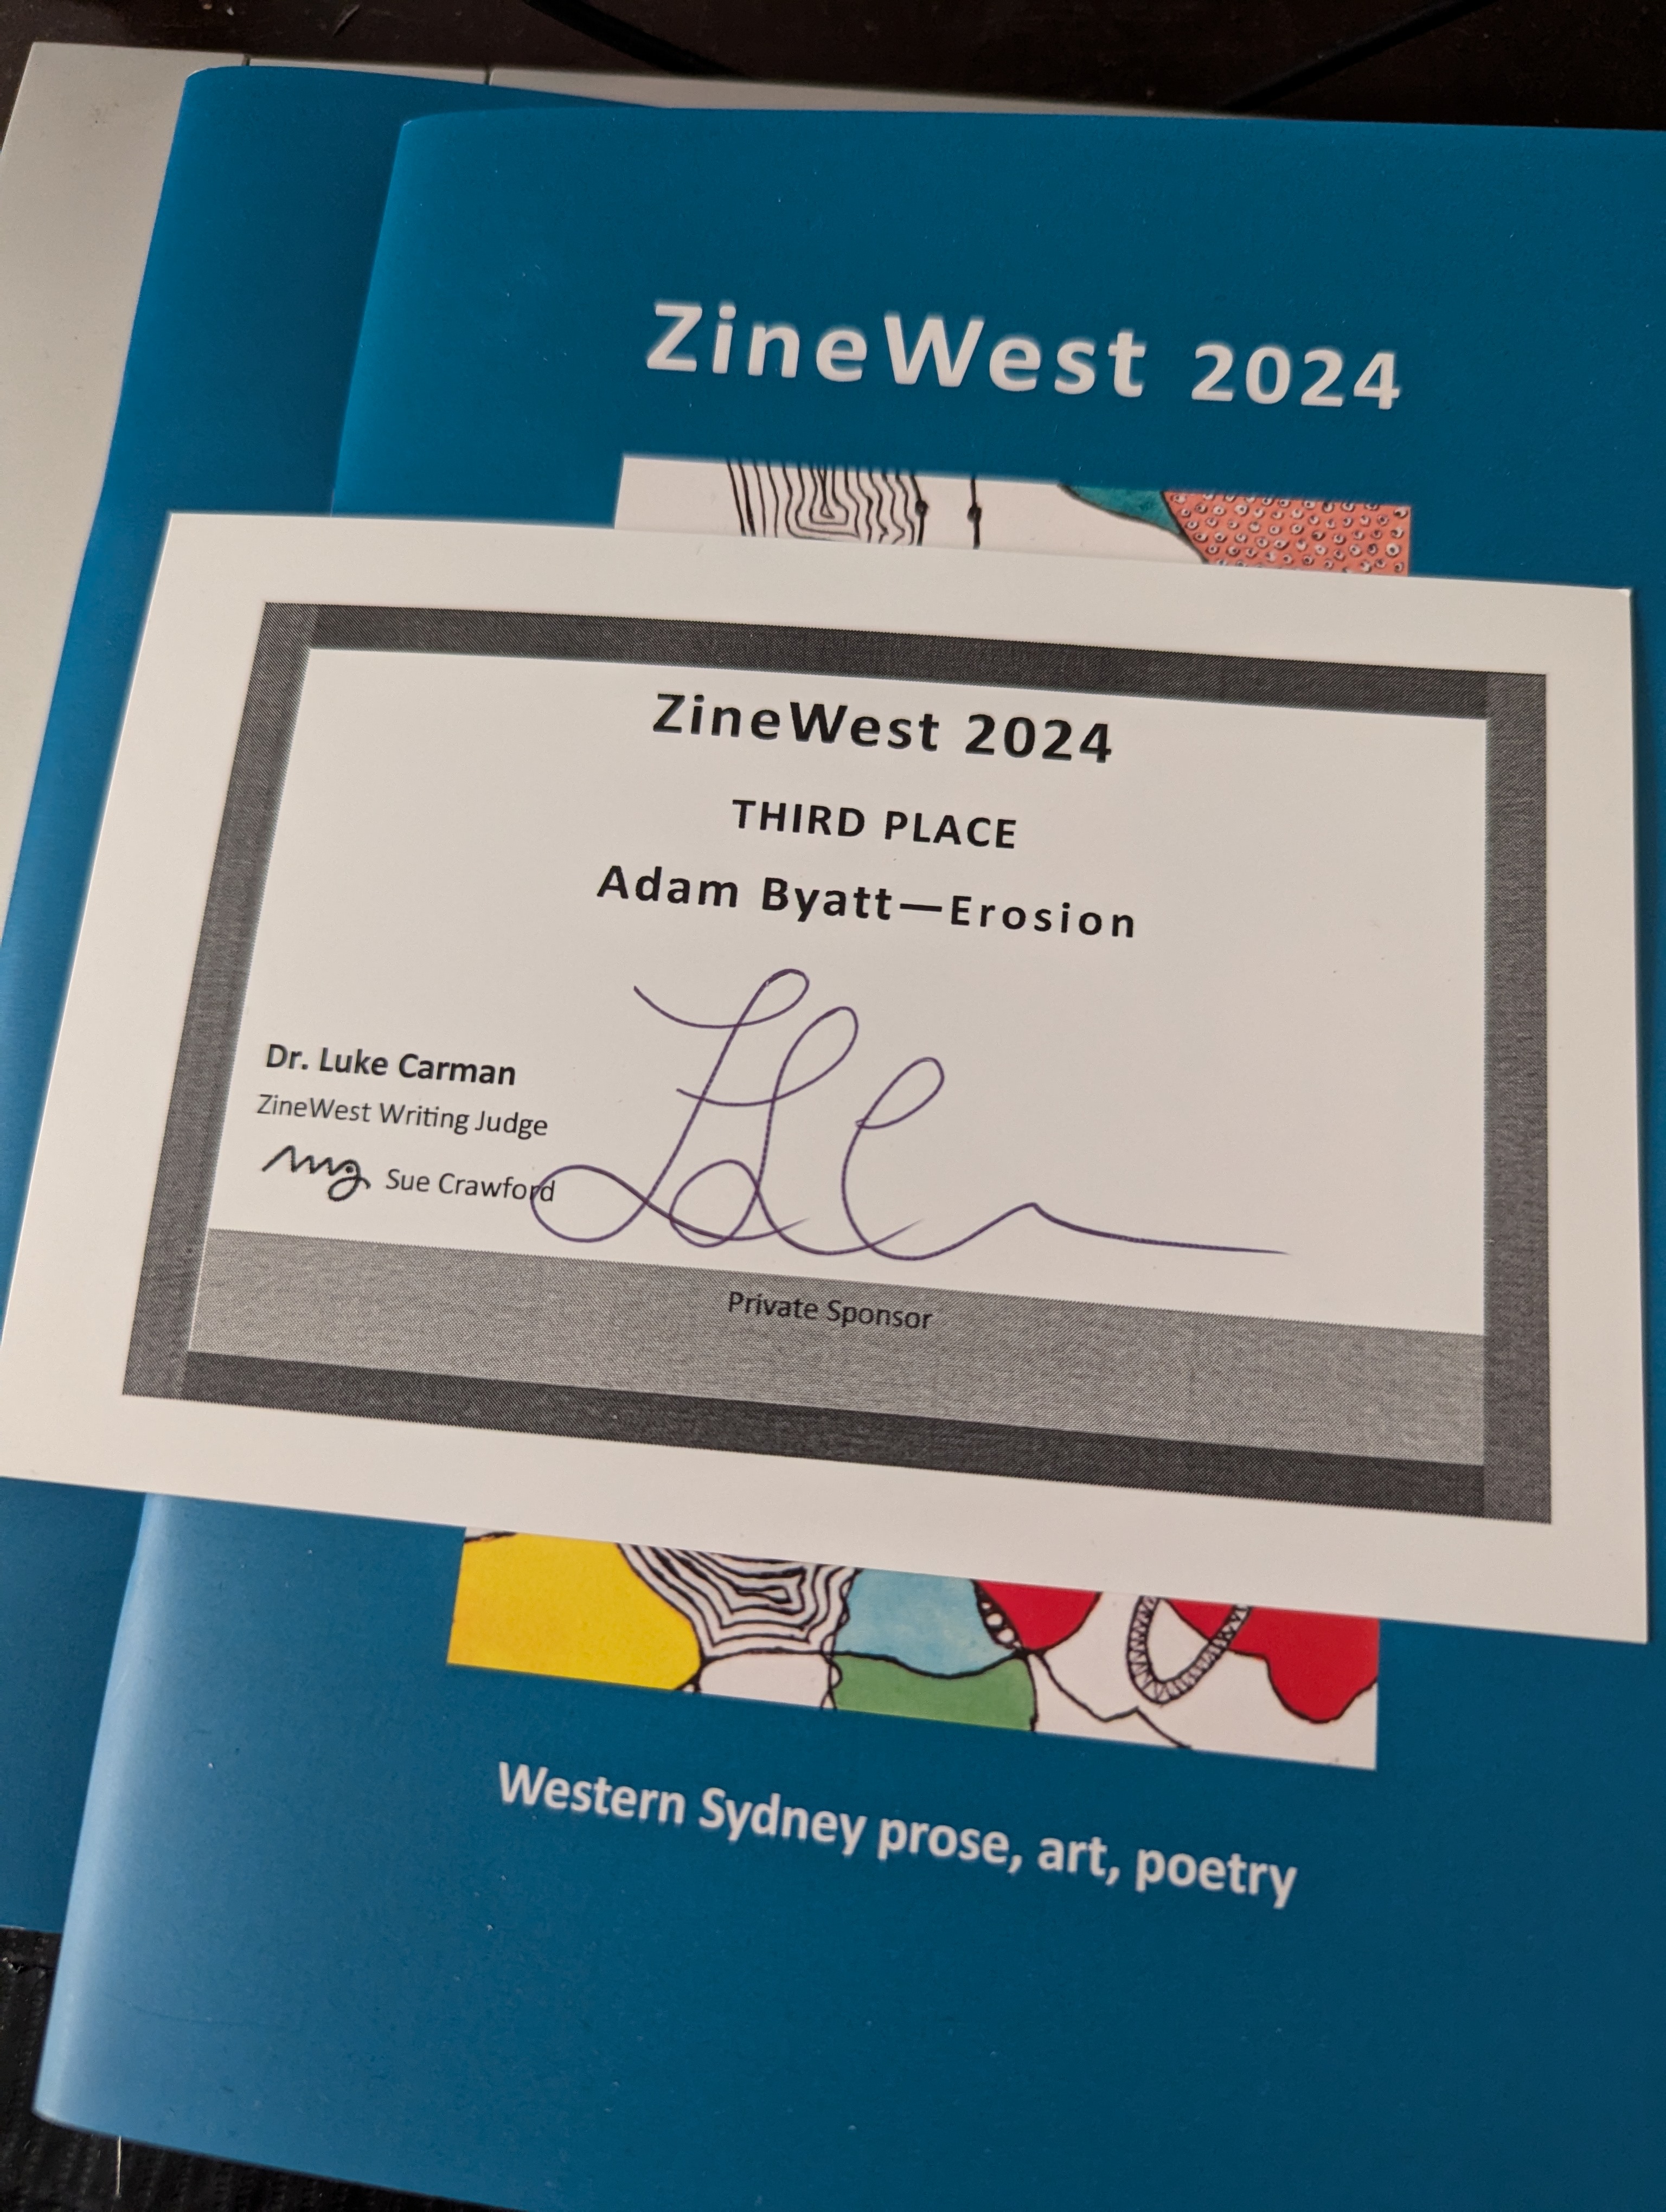 ZineWest 2024
ZineWest 2024
THIRD PLACE
Adam Byatt—Erosion
Dr. Luke Carman
ZineWest Writing Judge
Sue Crawford
Private Sponsor
Western Sydney prose, art, poetry